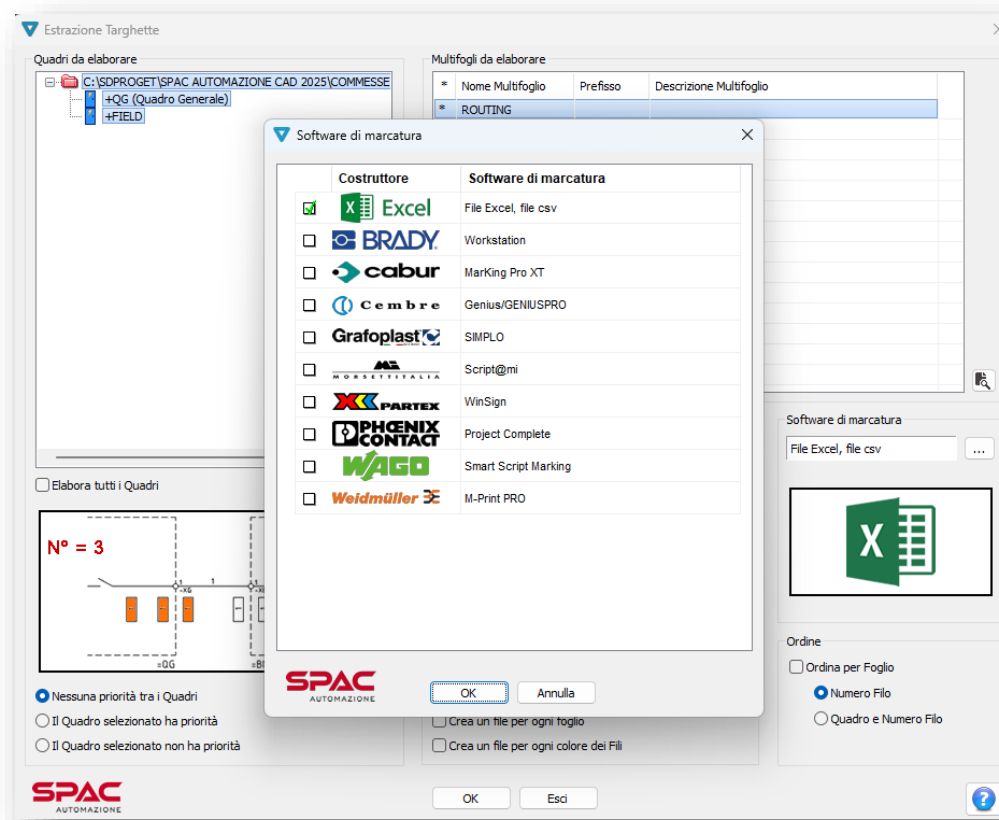 Estrazione Targhette
Quadri da elaborare
C:\SDPROGET\SPAC AUTOMAZIONE CAD 2025\COMMESSE
+QG (Quadro Generale)
+FIELD
Multifogli da elaborare
* Nome Multifoglio Prefisso Descrizione Multifoglio
* ROUTING
Software di marcatura
Costruttore Software di marcatura
Excel File Excel, file csv
BRADY Workstation
cabur MarKing Pro XT
Cembre Genius/GENIUSPRO
Grafoplast SIMPLO
MORSETTITALIA Script@mi
PARTEX WinSign
PHŒNIX CONTACT Project Complete
WAGO Smart Script Marking
Weidmüller M-Print PRO
SPAC
AUTOMAZIONE
OK Annulla
Elabora tutti i Quadri
N° = 3
1 1 1
-XG
=QG
Nessuna priorità tra i Quadri
Il Quadro selezionato ha priorità
Il Quadro selezionato non ha priorità
Crea un file per ogni foglio
Crea un file per ogni colore dei Fili
Software di marcatura
File Excel, file csv ...
X
Ordine
Ordina per Foglio
Numero Filo
Quadro e Numero Filo
SPAC
AUTOMAZIONE
OK Esci
?